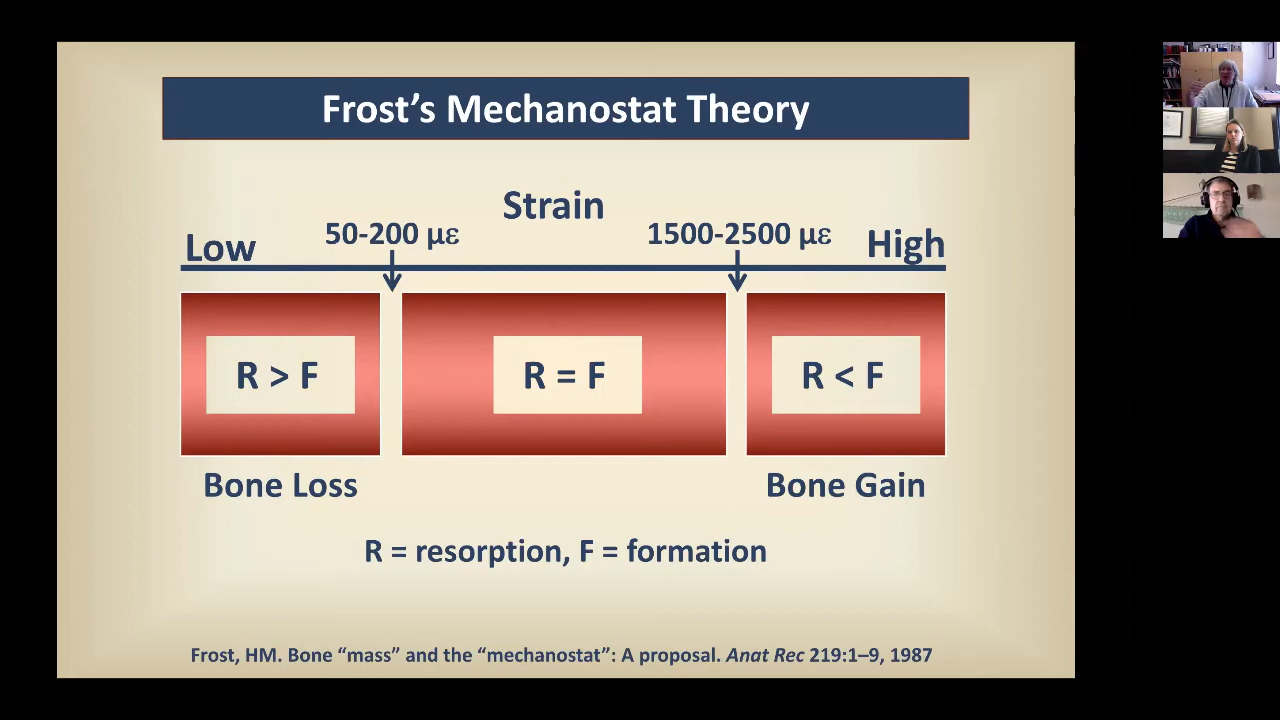 Frost’s Mechanostat Theory
Strain
Low
50-200 µε
1500-2500 µε
High
R > F
R = F
R < F
Bone Loss
Bone Gain
R = resorption, F = formation
Frost, HM. Bone “mass” and the “mechanostat”: A proposal. Anat Rec 219:1–9, 1987